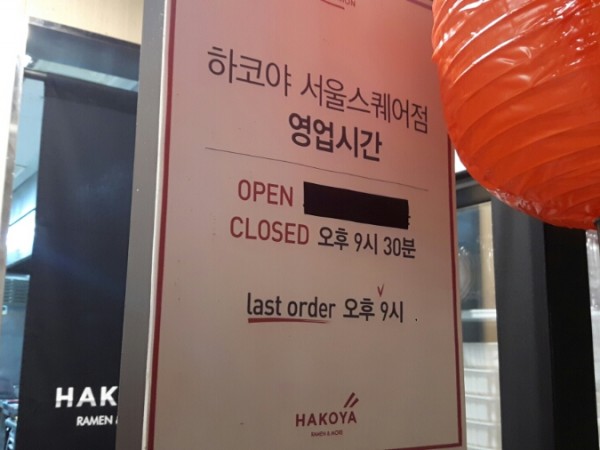 하코야 서울스퀘어점
영업시간
OPEN
CLOSED 오후 9시 30분
last order 오후 9시
HAKOYA
RAMEN & MORE
HAK
RAMEN &